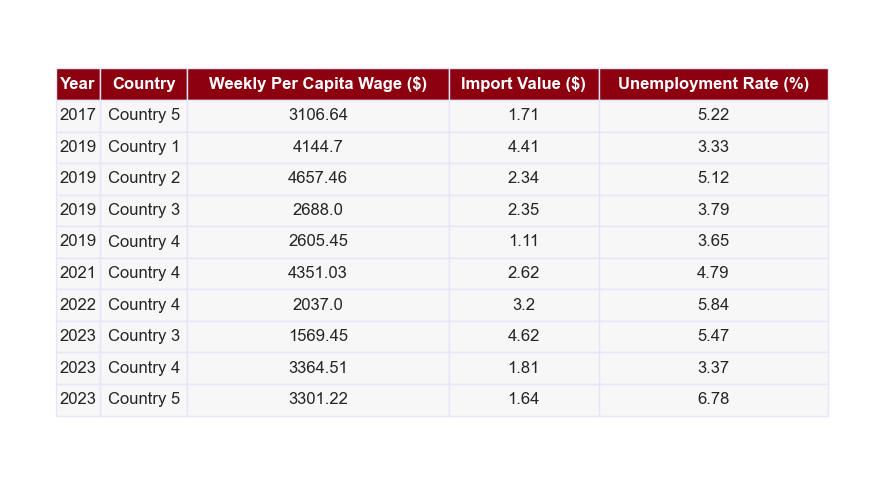 Year Country Weekly Per Capita Wage ($) Import Value ($) Unemployment Rate (%)
2017 Country 5 3106.64 1.71 5.22
2019 Country 1 4144.7 4.41 3.33
2019 Country 2 4657.46 2.34 5.12
2019 Country 3 2688.0 2.35 3.79
2019 Country 4 2605.45 1.11 3.65
2021 Country 4 4351.03 2.62 4.79
2022 Country 4 2037.0 3.2 5.84
2023 Country 3 1569.45 4.62 5.47
2023 Country 4 3364.51 1.81 3.37
2023 Country 5 3301.22 1.64 6.78